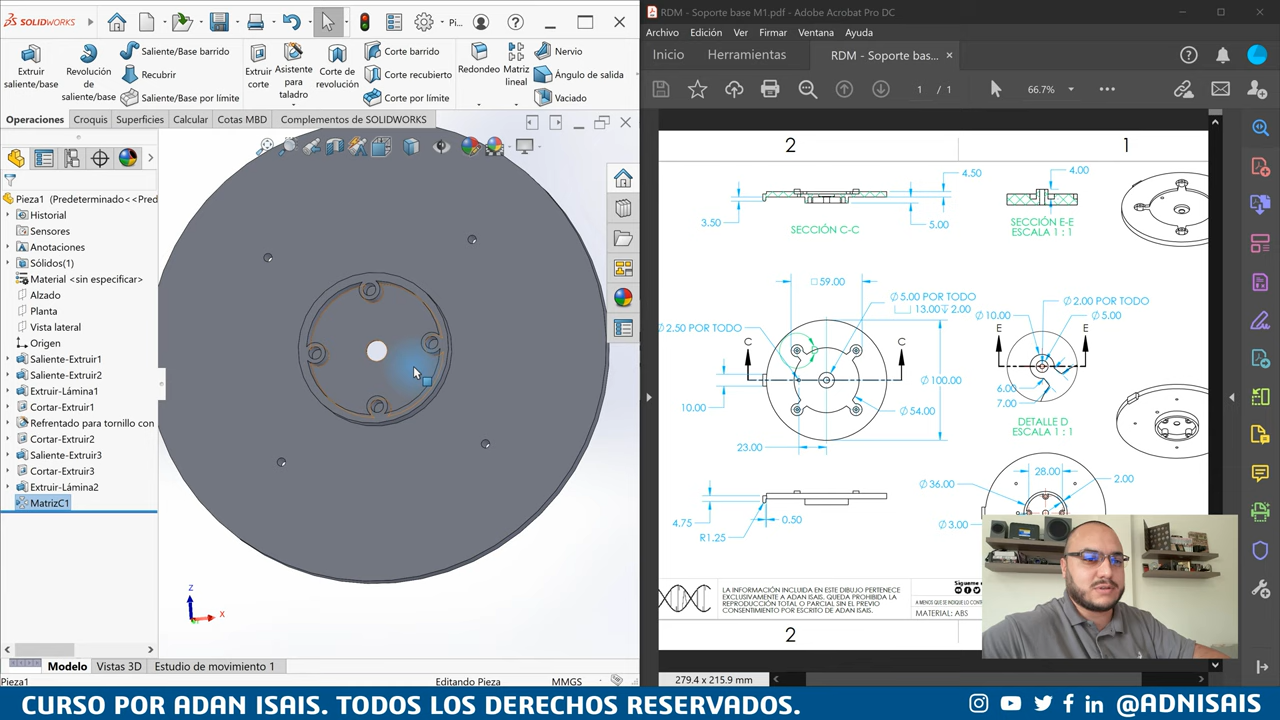 SOLIDWORKS
Pi...
Extruir saliente/base
Revolución de saliente/base
Saliente/Base barrido
Recubrir
Saliente/Base por límite
Extruir corte
Asistente para taladro
Corte de revolución
Corte barrido
Corte recubierto
Corte por límite
Redondeo
Matriz lineal
Nervio
Ángulo de salida
Vaciado
Operaciones
Croquis
Superficies
Calcular
Cotas MBD
Complementos de SOLIDWORKS
Pieza1 (Predeterminado<<Pred
Historial
Sensores
Anotaciones
Sólidos(1)
Material <sin especificar>
Alzado
Planta
Vista lateral
Origen
Saliente-Extruir1
Saliente-Extruir2
Extruir-Lámina1
Cortar-Extruir1
Refrentado para tornillo con
Cortar-Extruir2
Saliente-Extruir3
Cortar-Extruir3
Extruir-Lámina2
MatrizC1
Z
X
Modelo
Vistas 3D
Estudio de movimiento 1
Pieza1
Editando Pieza
MMGS
RDM - Soporte base M1.pdf - Adobe Acrobat Pro DC
Archivo Edición Ver Firmar Ventana Ayuda
Inicio
Herramientas
RDM - Soporte bas... ×
1 / 1
66.7%
2
1
3.50
4.50
5.00
SECCIÓN C-C
4.00
SECCIÓN E-E
ESCALA 1 : 1
□ 59.00
Ø 5.00 POR TODO
⌴ 13.00 ↧ 2.00
Ø 2.50 POR TODO
C
C
Ø 100.00
10.00
Ø 54.00
23.00
Ø 2.00 POR TODO
Ø 10.00
Ø 5.00
E
E
6.00
7.00
DETALLE D
ESCALA 1 : 1
4.75
0.50
R1.25
28.00
Ø 36.00
2.00
Ø 3.00
LA INFORMACIÓN INCLUIDA EN ESTE DIBUJO PERTENECE
EXCLUSIVAMENTE A ADAN ISAIS. QUEDA PROHIBIDA LA
REPRODUCCIÓN TOTAL O PARCIAL SIN EL PREVIO
CONSENTIMIENTO POR ESCRITO DE ADAN ISAIS.
Sígueme e
A MENOS QUE SE INDIQUE LO CONT
MATERIAL: ABS
2
279.4 x 215.9 mm
CURSO POR ADAN ISAIS. TODOS LOS DERECHOS RESERVADOS.
@ADNISAIS